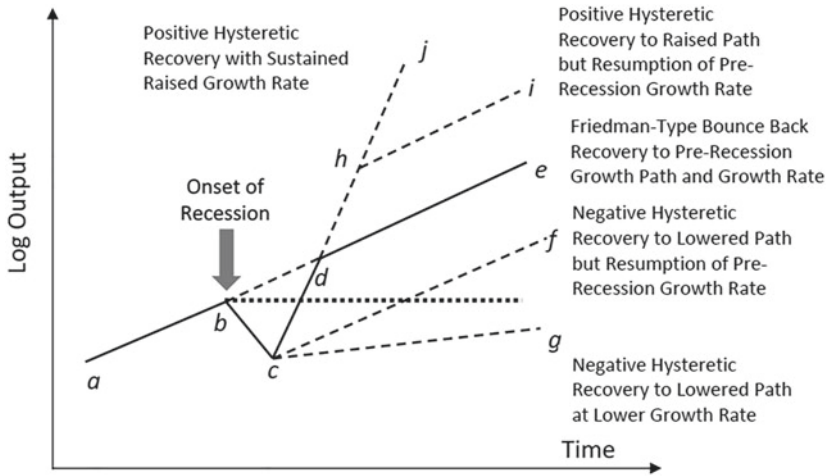 Positive Hysteretic
Recovery with Sustained
Raised Growth Rate
Positive Hysteretic
Recovery to Raised Path
but Resumption of Pre-
Recession Growth Rate
j
i
h
Friedman-Type Bounce Back
Recovery to Pre-Recession
Growth Path and Growth Rate
e
Onset of
Recession
Negative Hysteretic
Recovery to Lowered Path
but Resumption of Pre-
Recession Growth Rate
f
d
b
g
c
a
Negative Hysteretic
Recovery to Lowered Path
at Lower Growth Rate
Log Output
Time